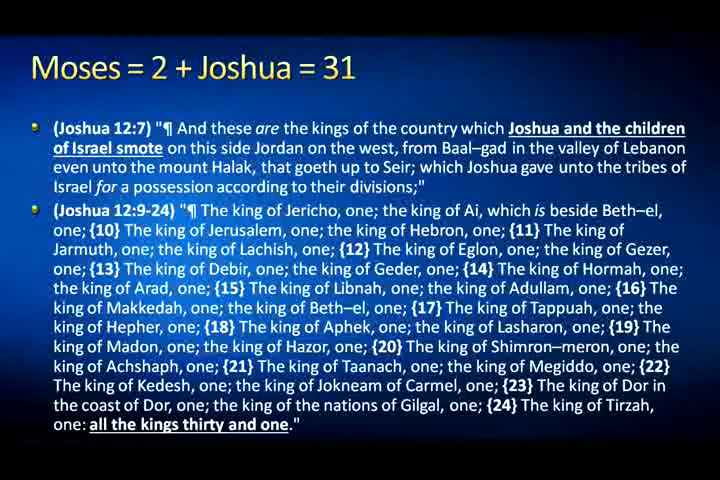 Moses = 2 + Joshua = 31
(Joshua 12:7) "¶ And these are the kings of the country which Joshua and the children
of Israel smote on this side Jordan on the west, from Baal–gad in the valley of Lebanon
even unto the mount Halak, that goeth up to Seir; which Joshua gave unto the tribes of
Israel for a possession according to their divisions;"
(Joshua 12:9-24) "¶ The king of Jericho, one; the king of Ai, which is beside Beth–el,
one; {10} The king of Jerusalem, one; the king of Hebron, one; {11} The king of
Jarmuth, one; the king of Lachish, one; {12} The king of Eglon, one; the king of Gezer,
one; {13} The king of Debir, one; the king of Geder, one; {14} The king of Hormah, one;
the king of Arad, one; {15} The king of Libnah, one; the king of Adullam, one; {16} The
king of Makkedah, one; the king of Beth–el, one; {17} The king of Tappuah, one; the
king of Hepher, one; {18} The king of Aphek, one; the king of Lasharon, one; {19} The
king of Madon, one; the king of Hazor, one; {20} The king of Shimron–meron, one; the
king of Achshaph, one; {21} The king of Taanach, one; the king of Megiddo, one; {22}
The king of Kedesh, one; the king of Jokneam of Carmel, one; {23} The king of Dor in
the coast of Dor, one; the king of the nations of Gilgal, one; {24} The king of Tirzah,
one: all the kings thirty and one."